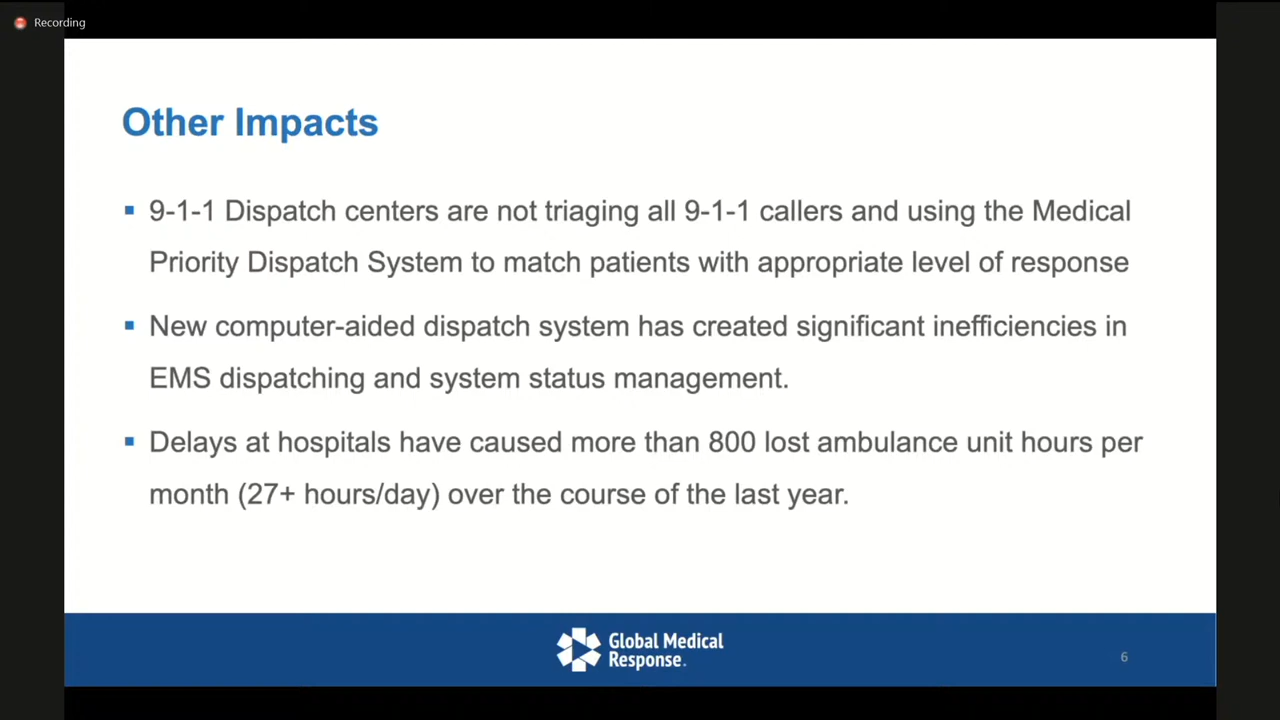 Recording
Other Impacts
9-1-1 Dispatch centers are not triaging all 9-1-1 callers and using the Medical
Priority Dispatch System to match patients with appropriate level of response
New computer-aided dispatch system has created significant inefficiencies in
EMS dispatching and system status management.
Delays at hospitals have caused more than 800 lost ambulance unit hours per
month (27+ hours/day) over the course of the last year.
Global Medical
Response.
6